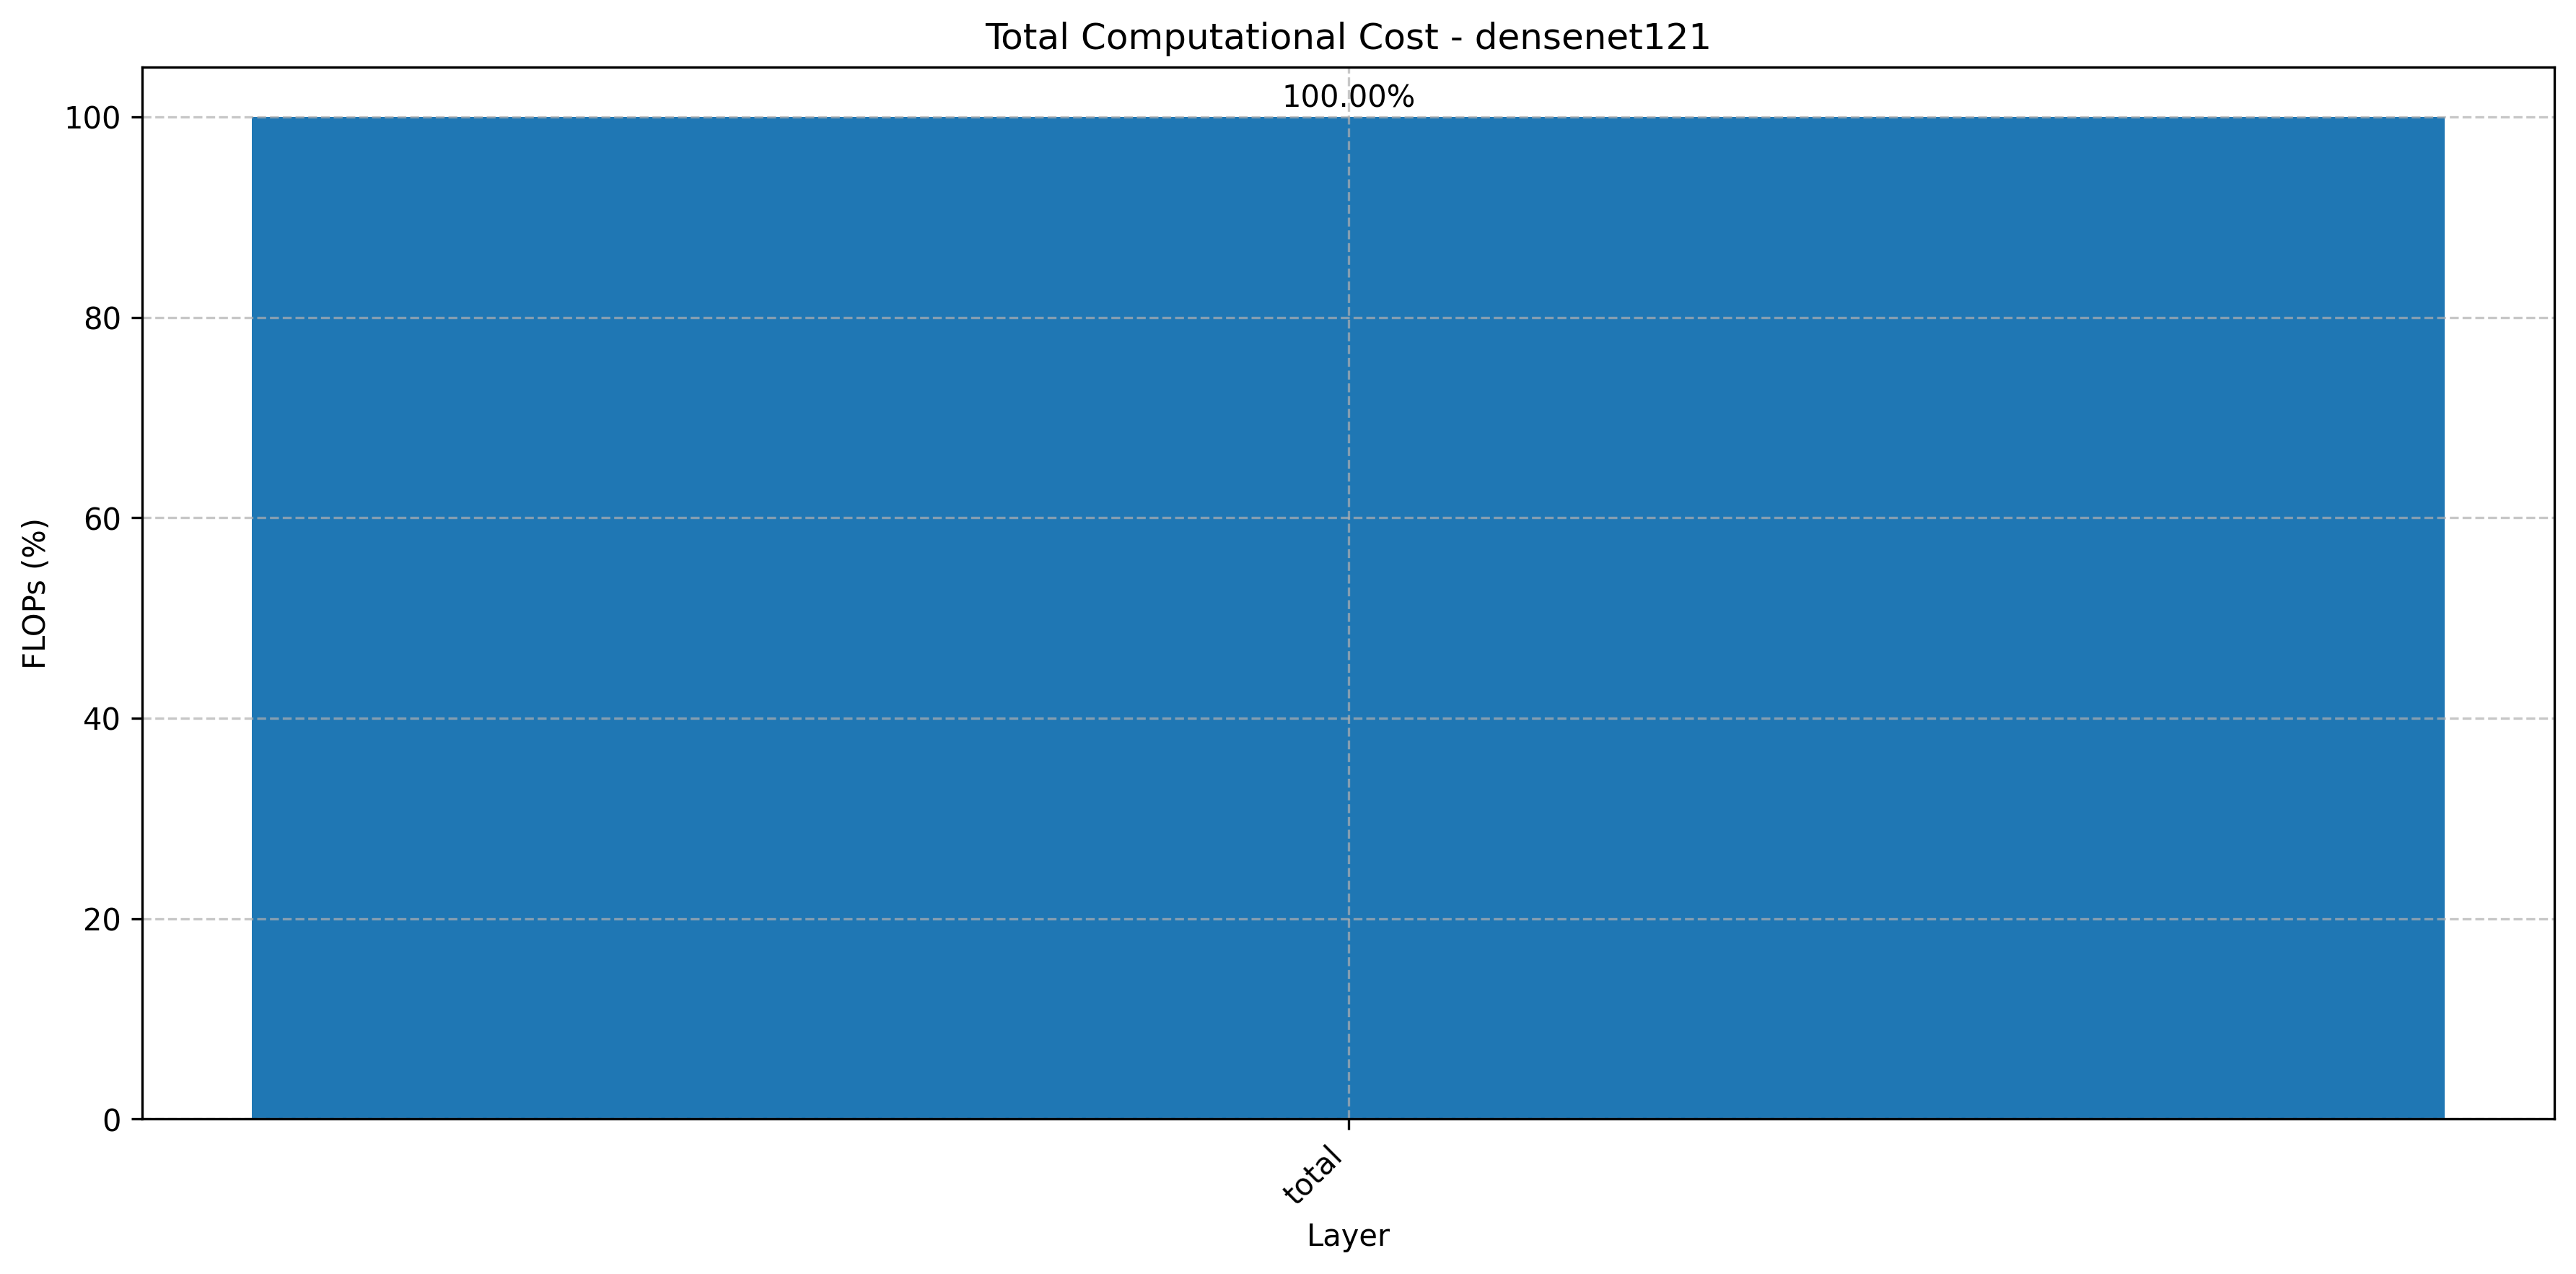 Total Computational Cost - densenet121
100.00%
100
80
60
40
20
0
FLOPs (%)
total
Layer